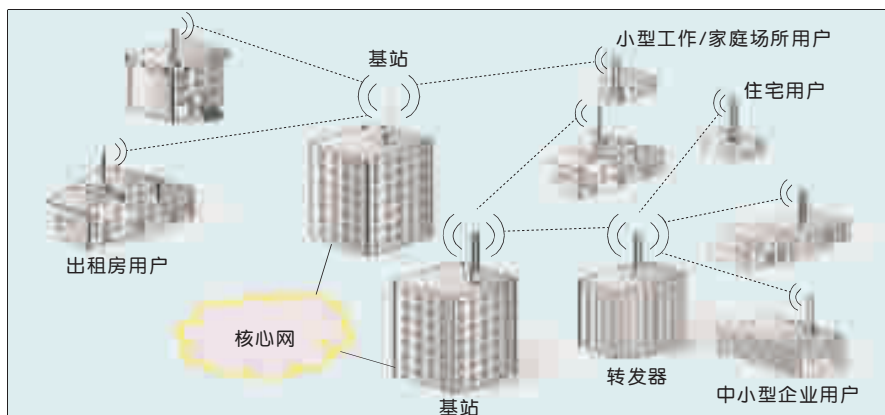 小型工作/家庭场所用户
基站
住宅用户
出租房用户
核心网
转发器
中小型企业用户
基站